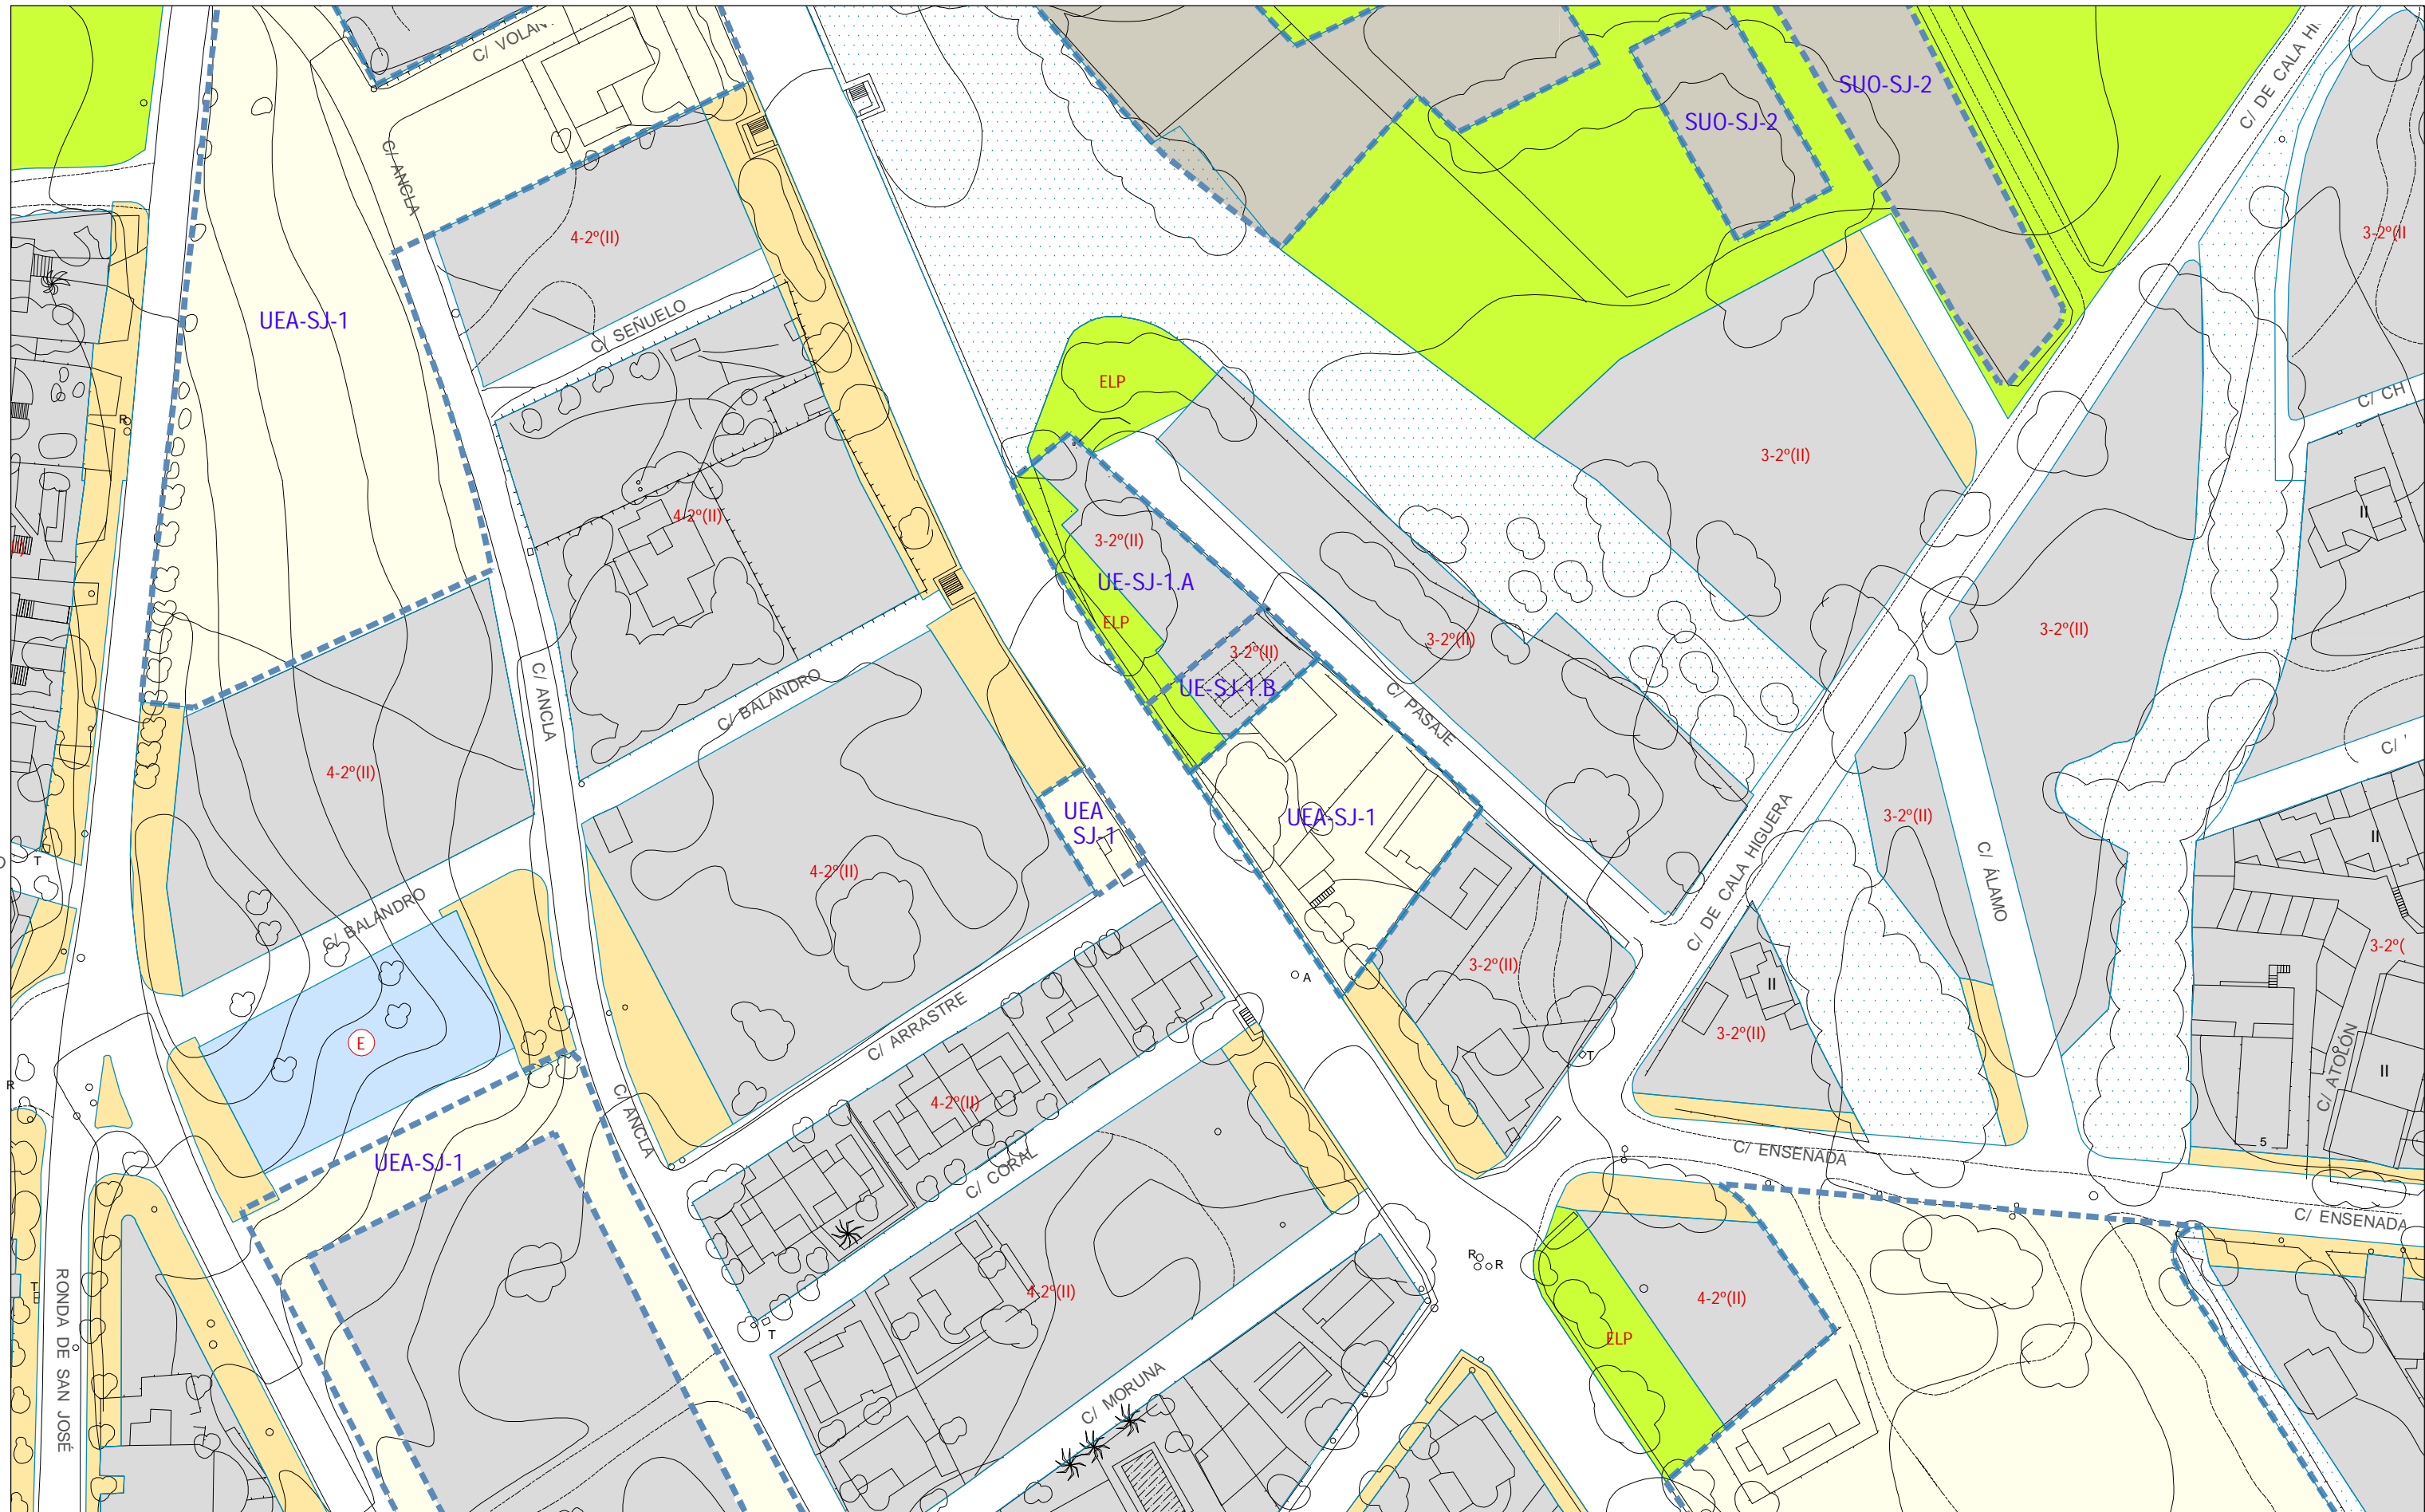 C/ VOLAN
C/ DE CALA HI
SUO-SJ-2
SUO-SJ-2
C/ ANCLA
4-2º(II)
3-2º(II
UEA-SJ-1
C/ SEÑUELO
ELP
C/ CH
R
3-2º(II)
4-2º(II)
II
3-2º(II)
UE-SJ-1.A
ELP
3-2º(II)
3-2º(II)
3-2º(II)
UE-SJ-1.B
C/ ANCLA
C/ BALANDRO
C/ PASAJE
C/
4-2º(II)
UEA
SJ-1
UEA-SJ-1
3-2º(II)
C/ DE CALA HIGUERA
II
T
4-2º(II)
C/ ÁLAMO
C/ BALANDRO
3-2º(
3-2º(II)
A
II
C/ ARRASTRE
E
3-2º(II)
T
II
C/ ATOLÓN
R
4-2º(II)
C/ ANCLA
5
C/ ENSENADA
UEA-SJ-1
C/ CORAL
C/ ENSENADA
R
R
T
4-2º(II)
4-2º(II)
T
ELP
RONDA DE SAN JOSÉ
C/ MORUNA